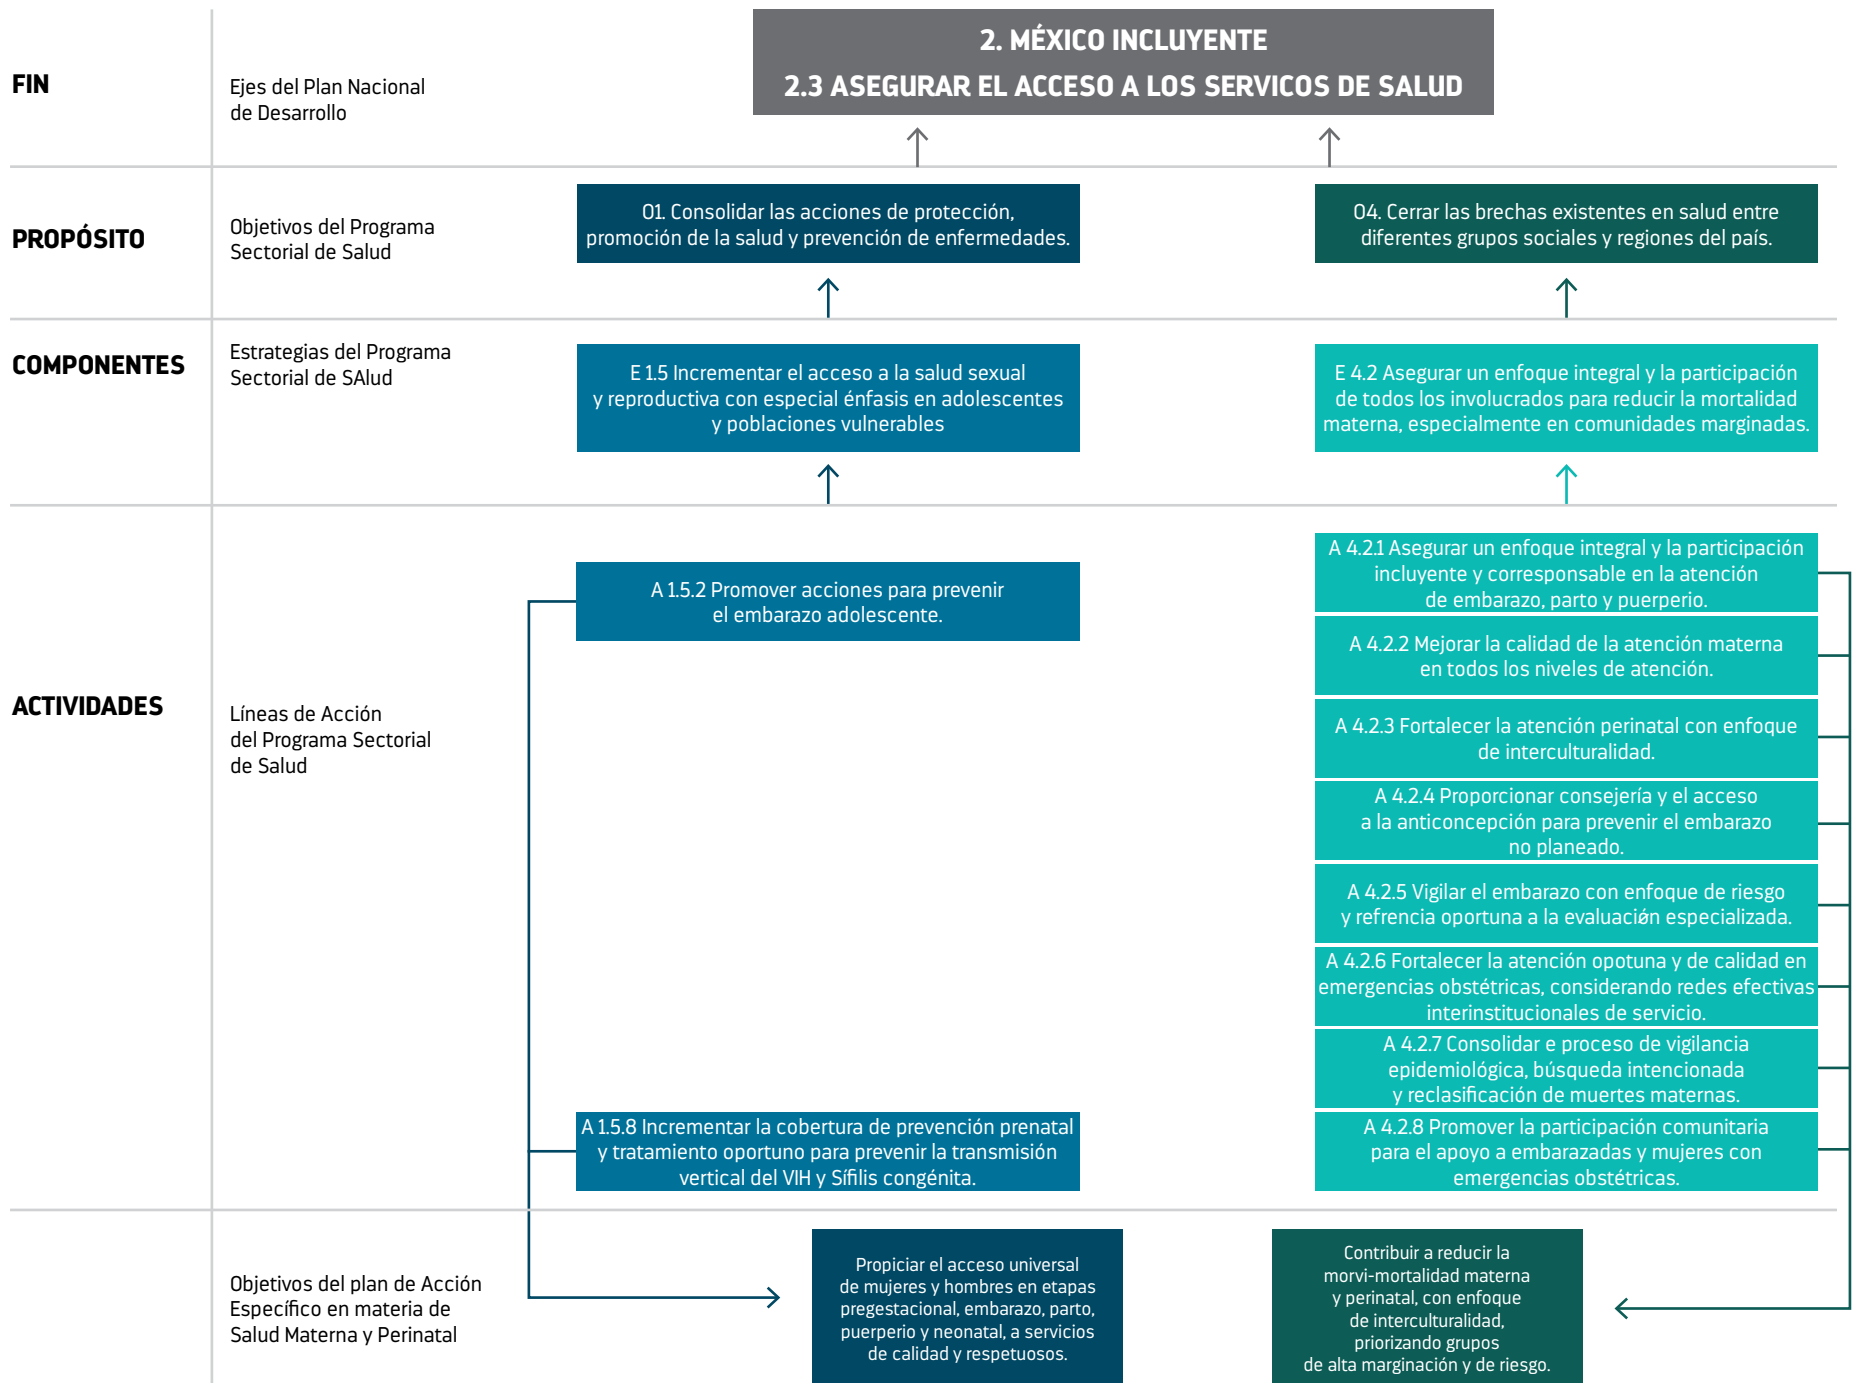 2. MÉXICO INCLUYENTE
2.3 ASEGURAR EL ACCESO A LOS SERVICOS DE SALUD
FIN
Ejes del Plan Nacional
de Desarrollo
PROPÓSITO
Objetivos del Programa
Sectorial de Salud
O1. Consolidar las acciones de protección,
promoción de la salud y prevención de enfermedades.
O4. Cerrar las brechas existentes en salud entre
diferentes grupos sociales y regiones del país.
COMPONENTES
Estrategias del Programa
Sectorial de SAlud
E 1.5 Incrementar el acceso a la salud sexual
y reproductiva con especial énfasis en adolescentes
y poblaciones vulnerables
E 4.2 Asegurar un enfoque integral y la participación
de todos los involucrados para reducir la mortalidad
materna, especialmente en comunidades marginadas.
ACTIVIDADES
Líneas de Acción
del Programa Sectorial
de Salud
A 1.5.2 Promover acciones para prevenir
el embarazo adolescente.
A 1.5.8 Incrementar la cobertura de prevención prenatal
y tratamiento oportuno para prevenir la transmisión
vertical del VIH y Sífilis congénita.
A 4.2.1 Asegurar un enfoque integral y la participación
incluyente y corresponsable en la atención
de embarazo, parto y puerperio.
A 4.2.2 Mejorar la calidad de la atención materna
en todos los niveles de atención.
A 4.2.3 Fortalecer la atención perinatal con enfoque
de interculturalidad.
A 4.2.4 Proporcionar consejería y el acceso
a la anticoncepción para prevenir el embarazo
no planeado.
A 4.2.5 Vigilar el embarazo con enfoque de riesgo
y refrencia oportuna a la evaluación especializada.
A 4.2.6 Fortalecer la atención opotuna y de calidad en
emergencias obstétricas, considerando redes efectivas
interinstitucionales de servicio.
A 4.2.7 Consolidar e proceso de vigilancia
epidemiológica, búsqueda intencionada
y reclasificación de muertes maternas.
A 4.2.8 Promover la participación comunitaria
para el apoyo a embarazadas y mujeres con
emergencias obstétricas.
Objetivos del plan de Acción
Específico en materia de
Salud Materna y Perinatal
Propiciar el acceso universal
de mujeres y hombres en etapas
pregestacional, embarazo, parto,
puerperio y neonatal, a servicios
de calidad y respetuosos.
Contribuir a reducir la
morvi-mortalidad materna
y perinatal, con enfoque
de interculturalidad,
priorizando grupos
de alta marginación y de riesgo.